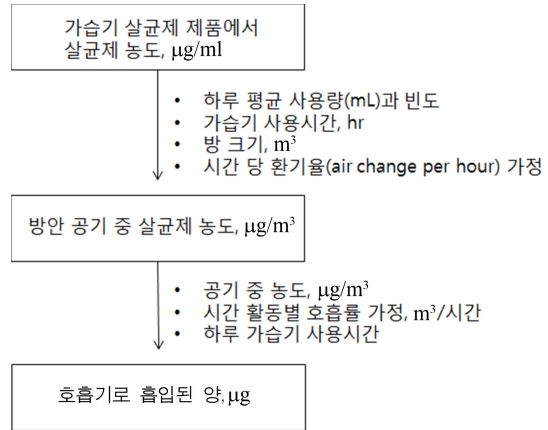 가습기 살균제 제품에서
살균제 농도, μg/ml
• 하루 평균 사용량(mL)과 빈도
• 가습기 사용시간, hr
• 방 크기, m³
• 시간 당 환기율(air change per hour) 가정
방안 공기 중 살균제 농도, μg/m³
• 공기 중 농도, μg/m³
• 시간 활동별 호흡률 가정, m³/시간
• 하루 가습기 사용시간
호흡기로 흡입된 양, μg